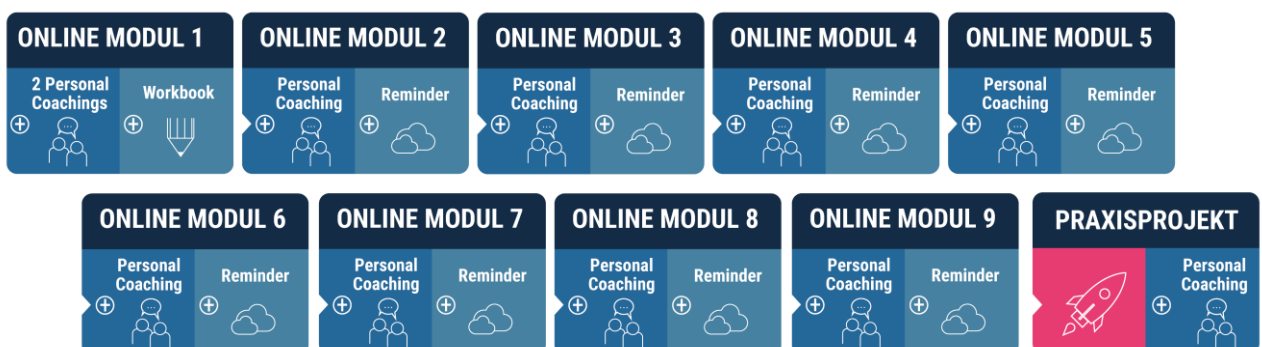 ONLINE MODUL 1
2 Personal
Coachings
Workbook
ONLINE MODUL 2
Personal
Coaching
Reminder
ONLINE MODUL 3
Personal
Coaching
Reminder
ONLINE MODUL 4
Personal
Coaching
Reminder
ONLINE MODUL 5
Personal
Coaching
Reminder
ONLINE MODUL 6
Personal
Coaching
Reminder
ONLINE MODUL 7
Personal
Coaching
Reminder
ONLINE MODUL 8
Personal
Coaching
Reminder
ONLINE MODUL 9
Personal
Coaching
Reminder
PRAXISPROJEKT
Personal
Coaching